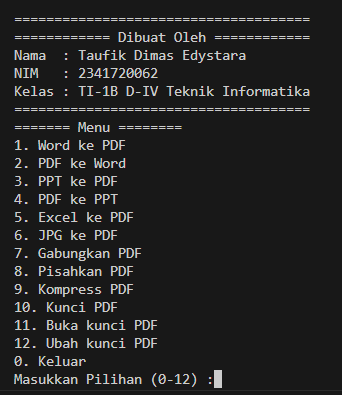 =====================================
============ Dibuat Oleh ============
Nama  : Taufik Dimas Edystara
NIM   : 2341720062
Kelas : TI-1B D-IV Teknik Informatika
=====================================
======= Menu ========
1. Word ke PDF
2. PDF ke Word
3. PPT ke PDF
4. PDF ke PPT
5. Excel ke PDF
6. JPG ke PDF
7. Gabungkan PDF
8. Pisahkan PDF
9. Kompress PDF
10. Kunci PDF
11. Buka kunci PDF
12. Ubah kunci PDF
0. Keluar
Masukkan Pilihan (0-12) :